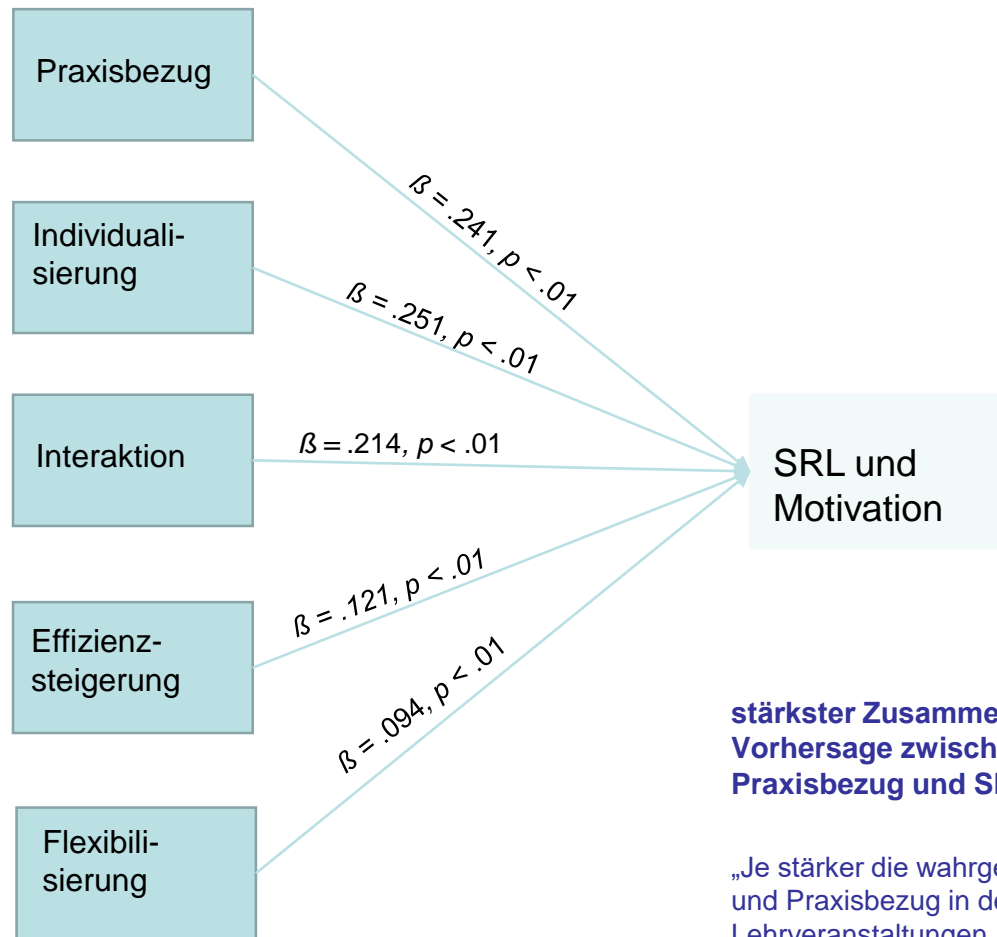 Praxisbezug
ß = .241, p < .01
Individuali-
sierung
ß = .251, p < .01
Interaktion
ß = .214, p < .01
SRL und
Motivation
Effizienz-
steigerung
ß = .121, p < .01
Flexibili-
sierung
ß = .094, p < .01
stärkster
Vorhersage
Praxisbezug und
„Je stärker die
und Praxisbezug in
Lehrveranstaltungen